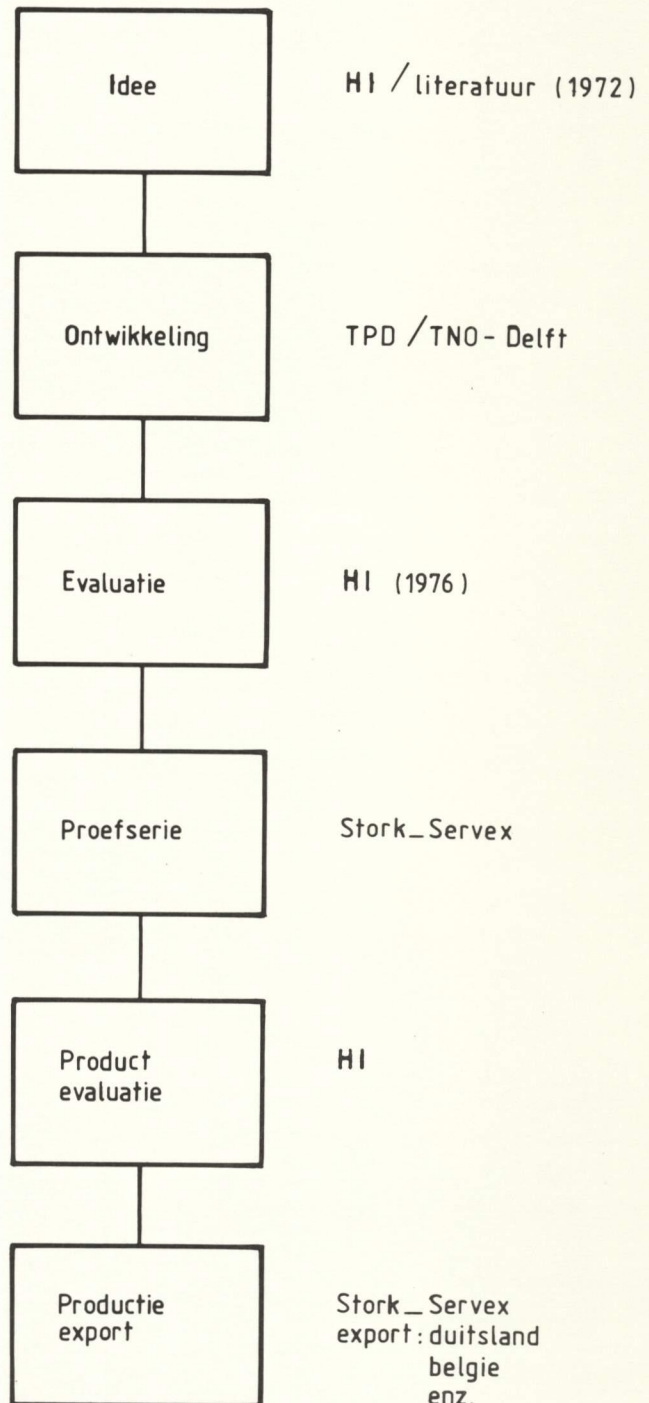 Idee
HI / literatuur (1972)
Ontwikkeling
TPD / TNO - Delft
Evaluatie
HI (1976)
Proefserie
Stork_Servex
Product
evaluatie
HI
Productie
export
Stork_Servex
export: duitsland
belgie
enz.